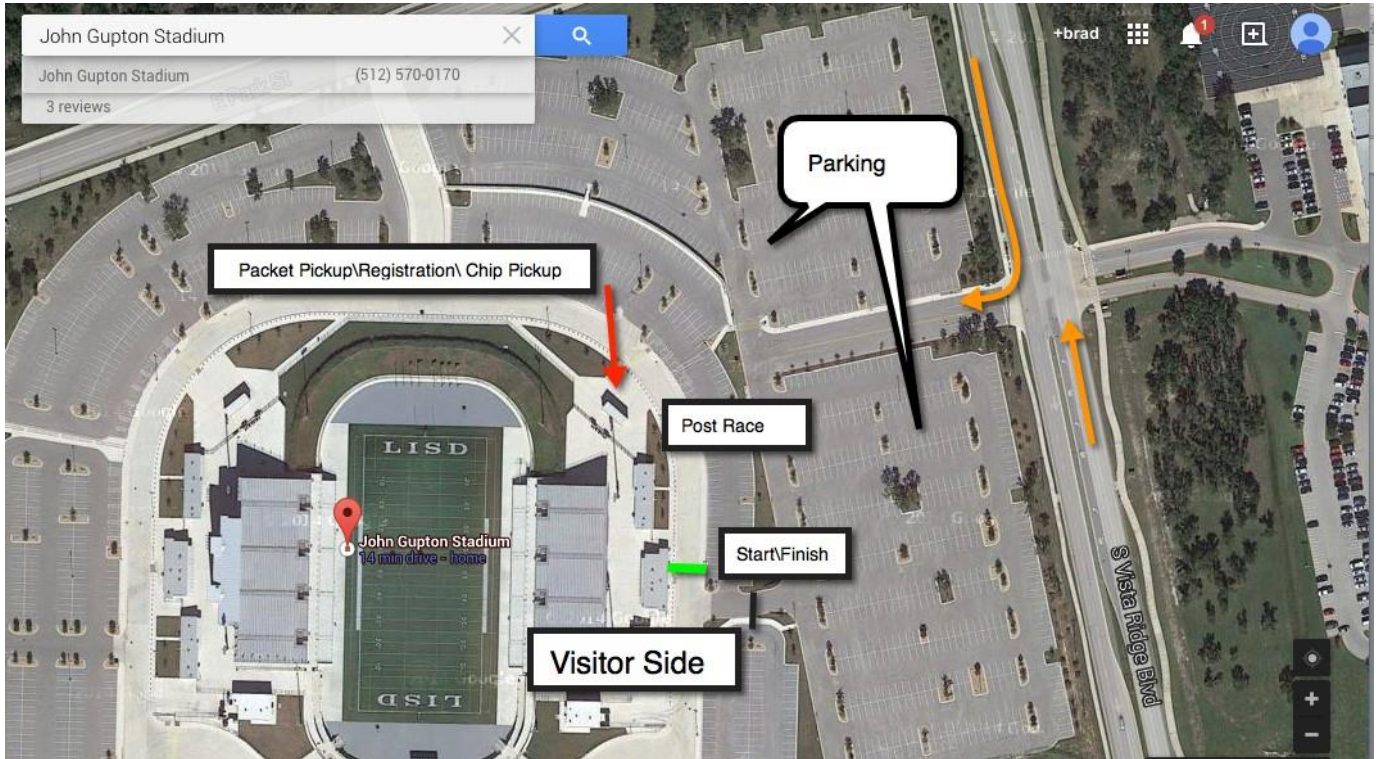 John Gupton Stadium
John Gupton Stadium (512) 570-0170
3 reviews
+brad
1
Parking
Packet Pickup\Registration\ Chip Pickup
Post Race
LISD
John Gupton Stadium
14 min drive - home
Start\Finish
Visitor Side
S Vista Ridge Blvd
LISD
+
−